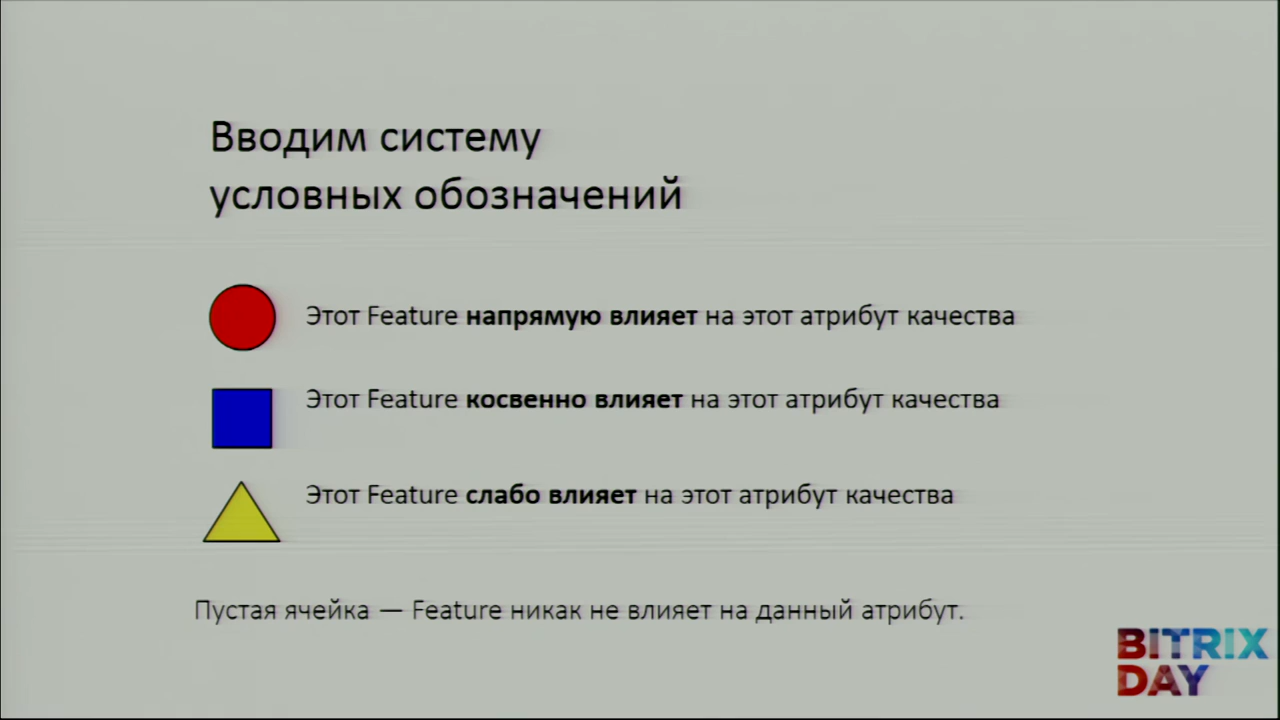 Вводим систему
условных обозначений
Этот Feature напрямую влияет на этот атрибут качества
Этот Feature косвенно влияет на этот атрибут качества
Этот Feature слабо влияет на этот атрибут качества
Пустая ячейка — Feature никак не влияет на данный атрибут.
BITRIX
DAY